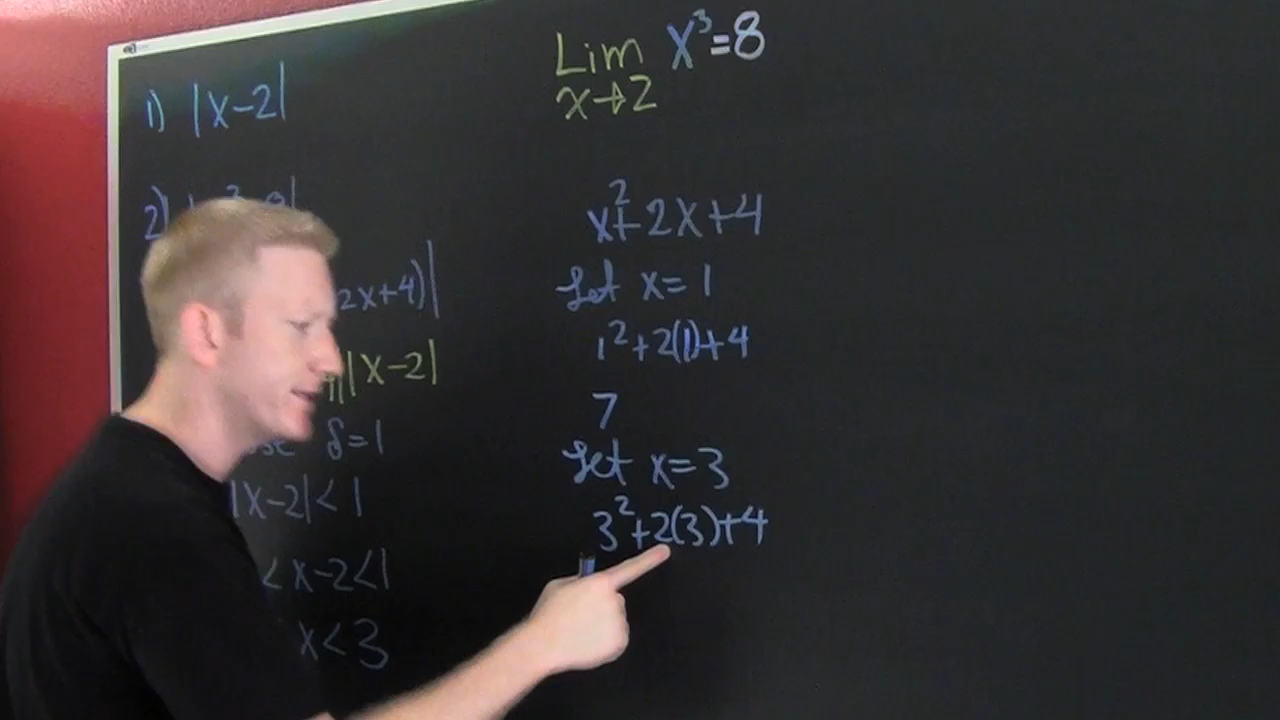 1) |x-2|
2)
2x+4)|
|x-2|
δ=1
|x-2|<1
<x-2<1
x<3
Lim x³=8
x→2
x²+2x+4
Let x=1
1²+2(1)+4
7
Let x=3
3²+2(3)+4